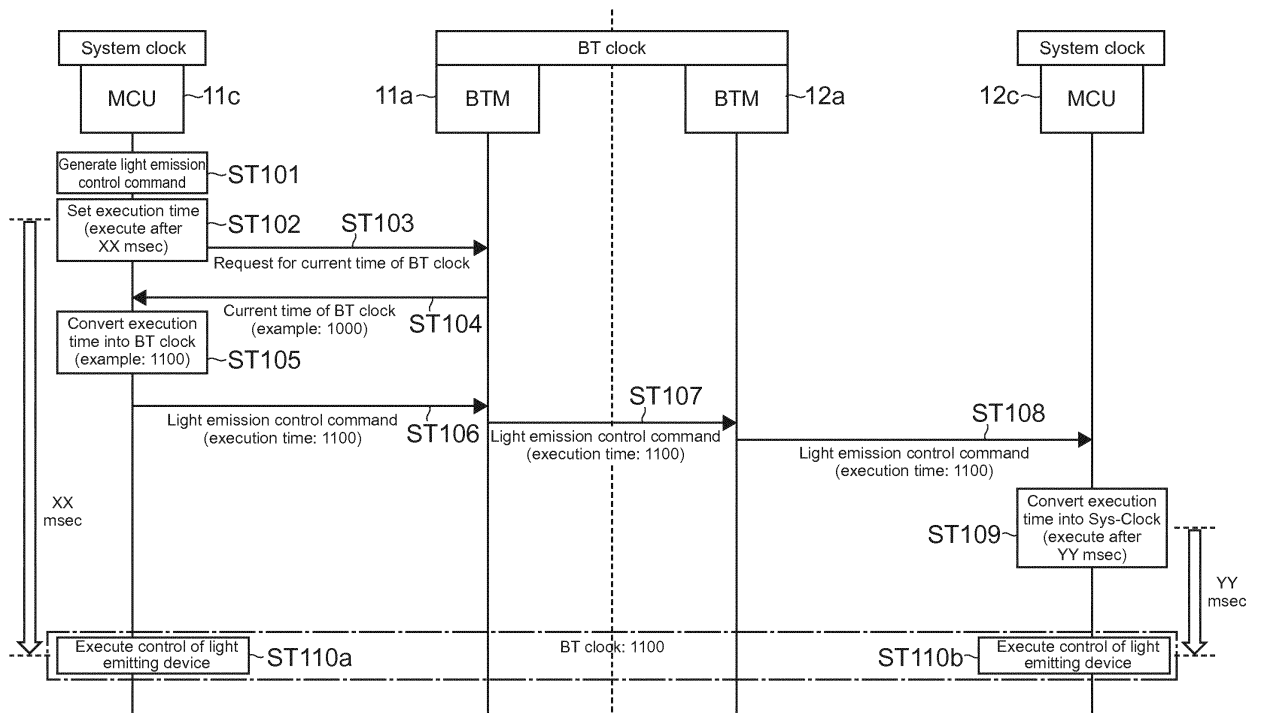 System clock
BT clock
System clock
MCU
11c
11a
BTM
BTM
12a
12c
MCU
Generate light emission
control command
ST101
Set execution time
(execute after
XX msec)
ST102
ST103
Request for current time of BT clock
Current time of BT clock
(example: 1000)
ST104
Convert execution
time into BT clock
(example: 1100)
ST105
Light emission control command
(execution time: 1100)
ST106
ST107
Light emission control command
(execution time: 1100)
ST108
Light emission control command
(execution time: 1100)
XX
msec
Convert execution
time into Sys-Clock
(execute after
YY msec)
ST109
YY
msec
Execute control of light
emitting device
ST110a
BT clock: 1100
ST110b
Execute control of light
emitting device